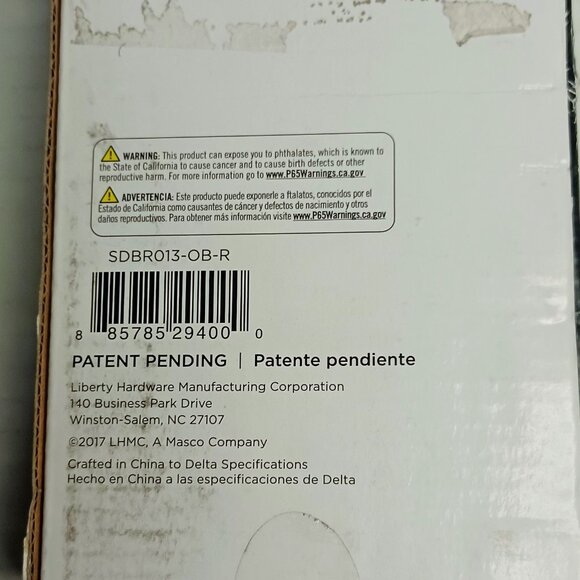 WARNING: This product can expose you to phthalates, which is known to
the State of California to cause cancer and to cause birth defects or other
reproductive harm. For more information go to www.P65Warnings.ca.gov
ADVERTENCIA: Este producto puede exponerle a ftalatos, conocidos por el
Estado de California como causantes de cáncer y defectos de nacimiento y otros
daños reproductivos. Para obtener más información visite www.P65Warnings.ca.gov
SDBR013-OB-R
8 85785 29400 0
PATENT PENDING | Patente pendiente
Liberty Hardware Manufacturing Corporation
140 Business Park Drive
Winston-Salem, NC 27107
©2017 LHMC, A Masco Company
Crafted in China to Delta Specifications
Hecho en China a las especificaciones de Delta